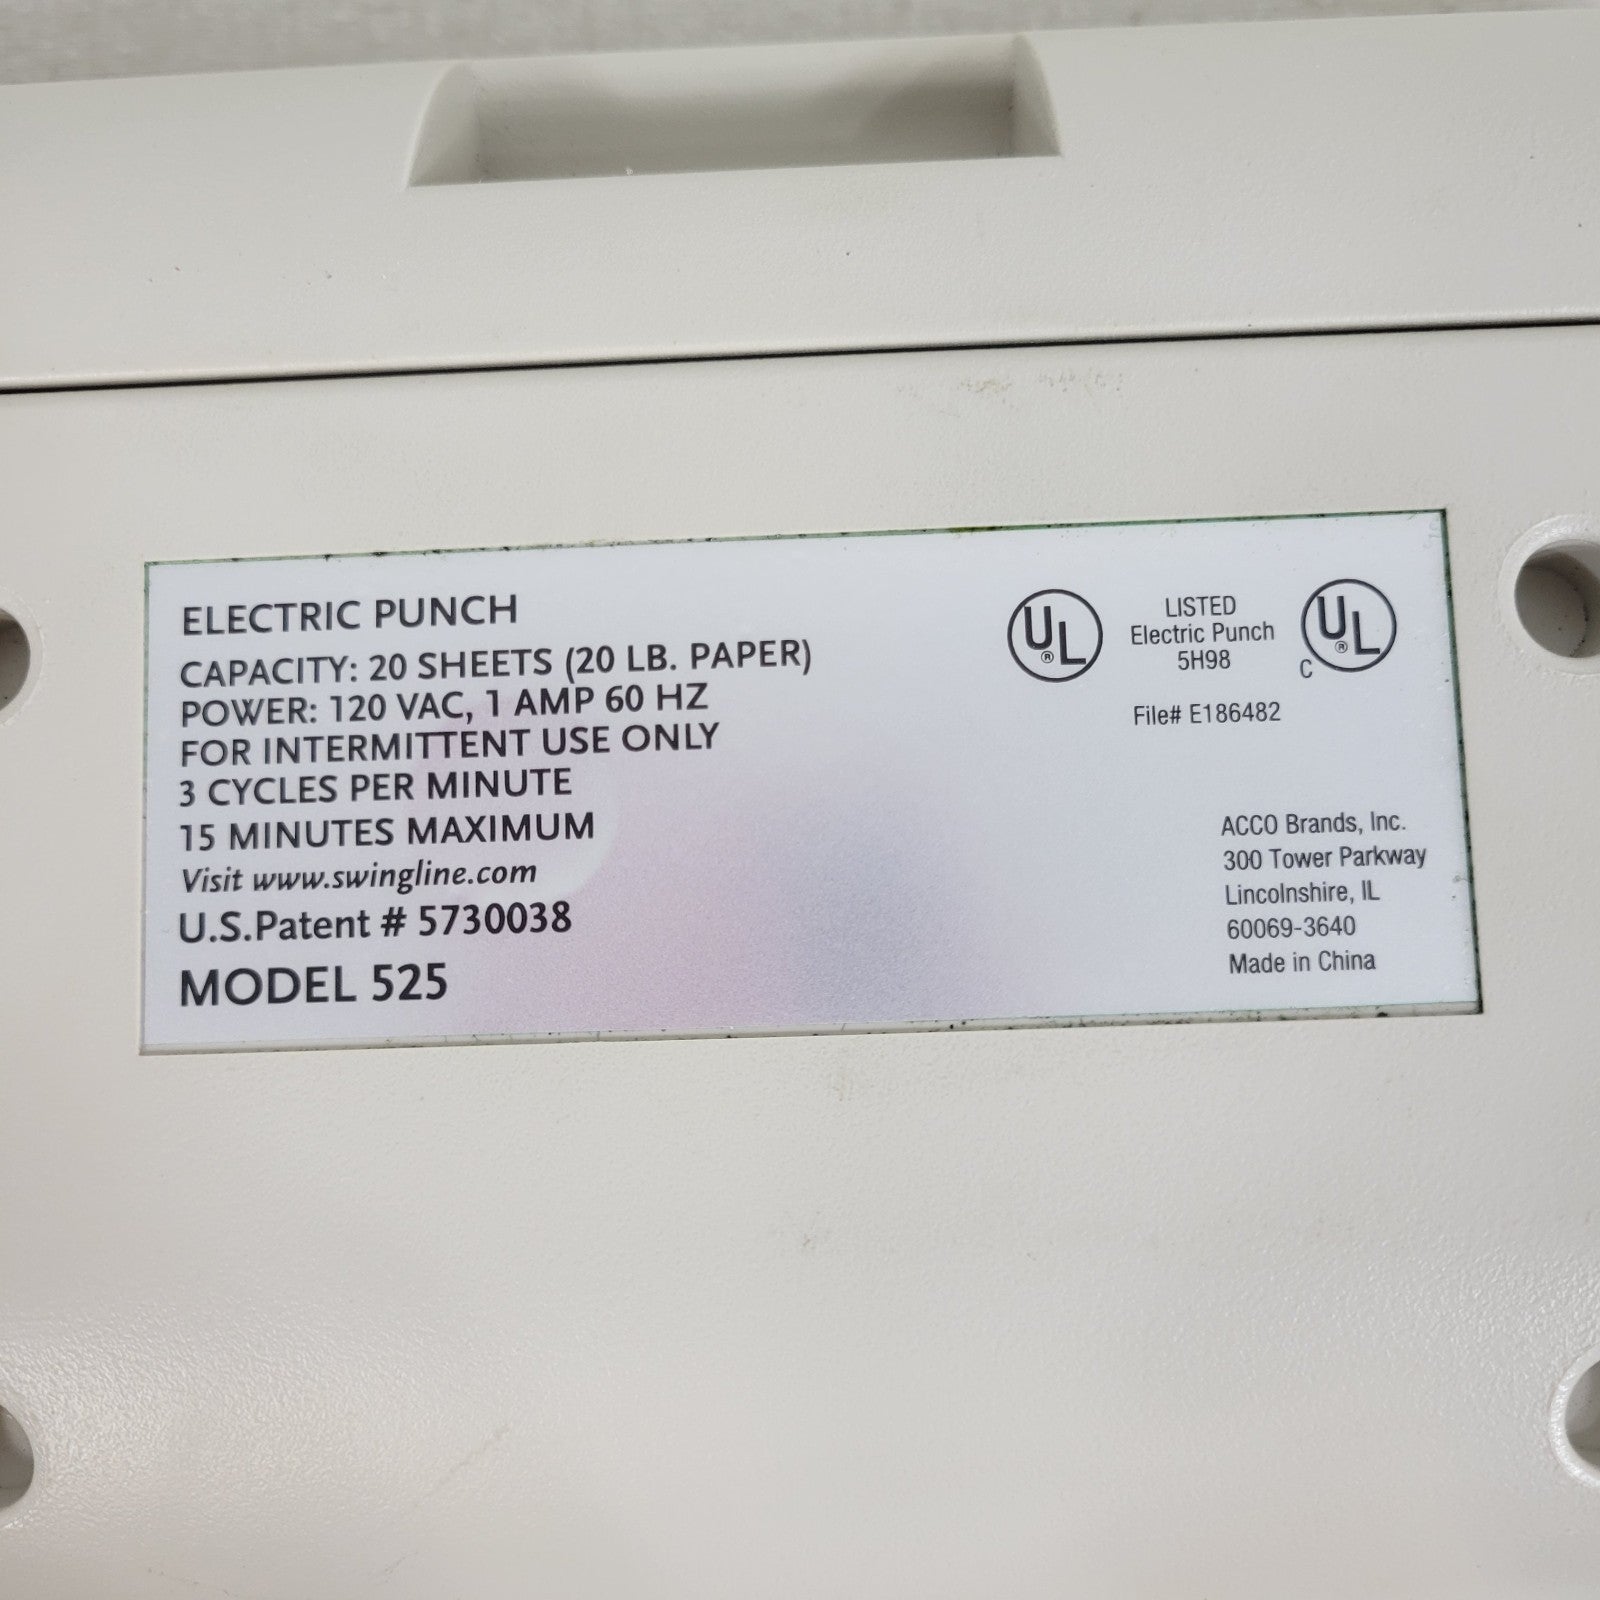 ELECTRIC PUNCH
CAPACITY: 20 SHEETS (20 LB. PAPER)
POWER: 120 VAC, 1 AMP 60 HZ
FOR INTERMITTENT USE ONLY
3 CYCLES PER MINUTE
15 MINUTES MAXIMUM
Visit www.swingline.com
U.S.Patent # 5730038
MODEL 525
UL ®
LISTED
Electric Punch
5H98
C UL ®
File# E186482
ACCO Brands, Inc.
300 Tower Parkway
Lincolnshire, IL
60069-3640
Made in China